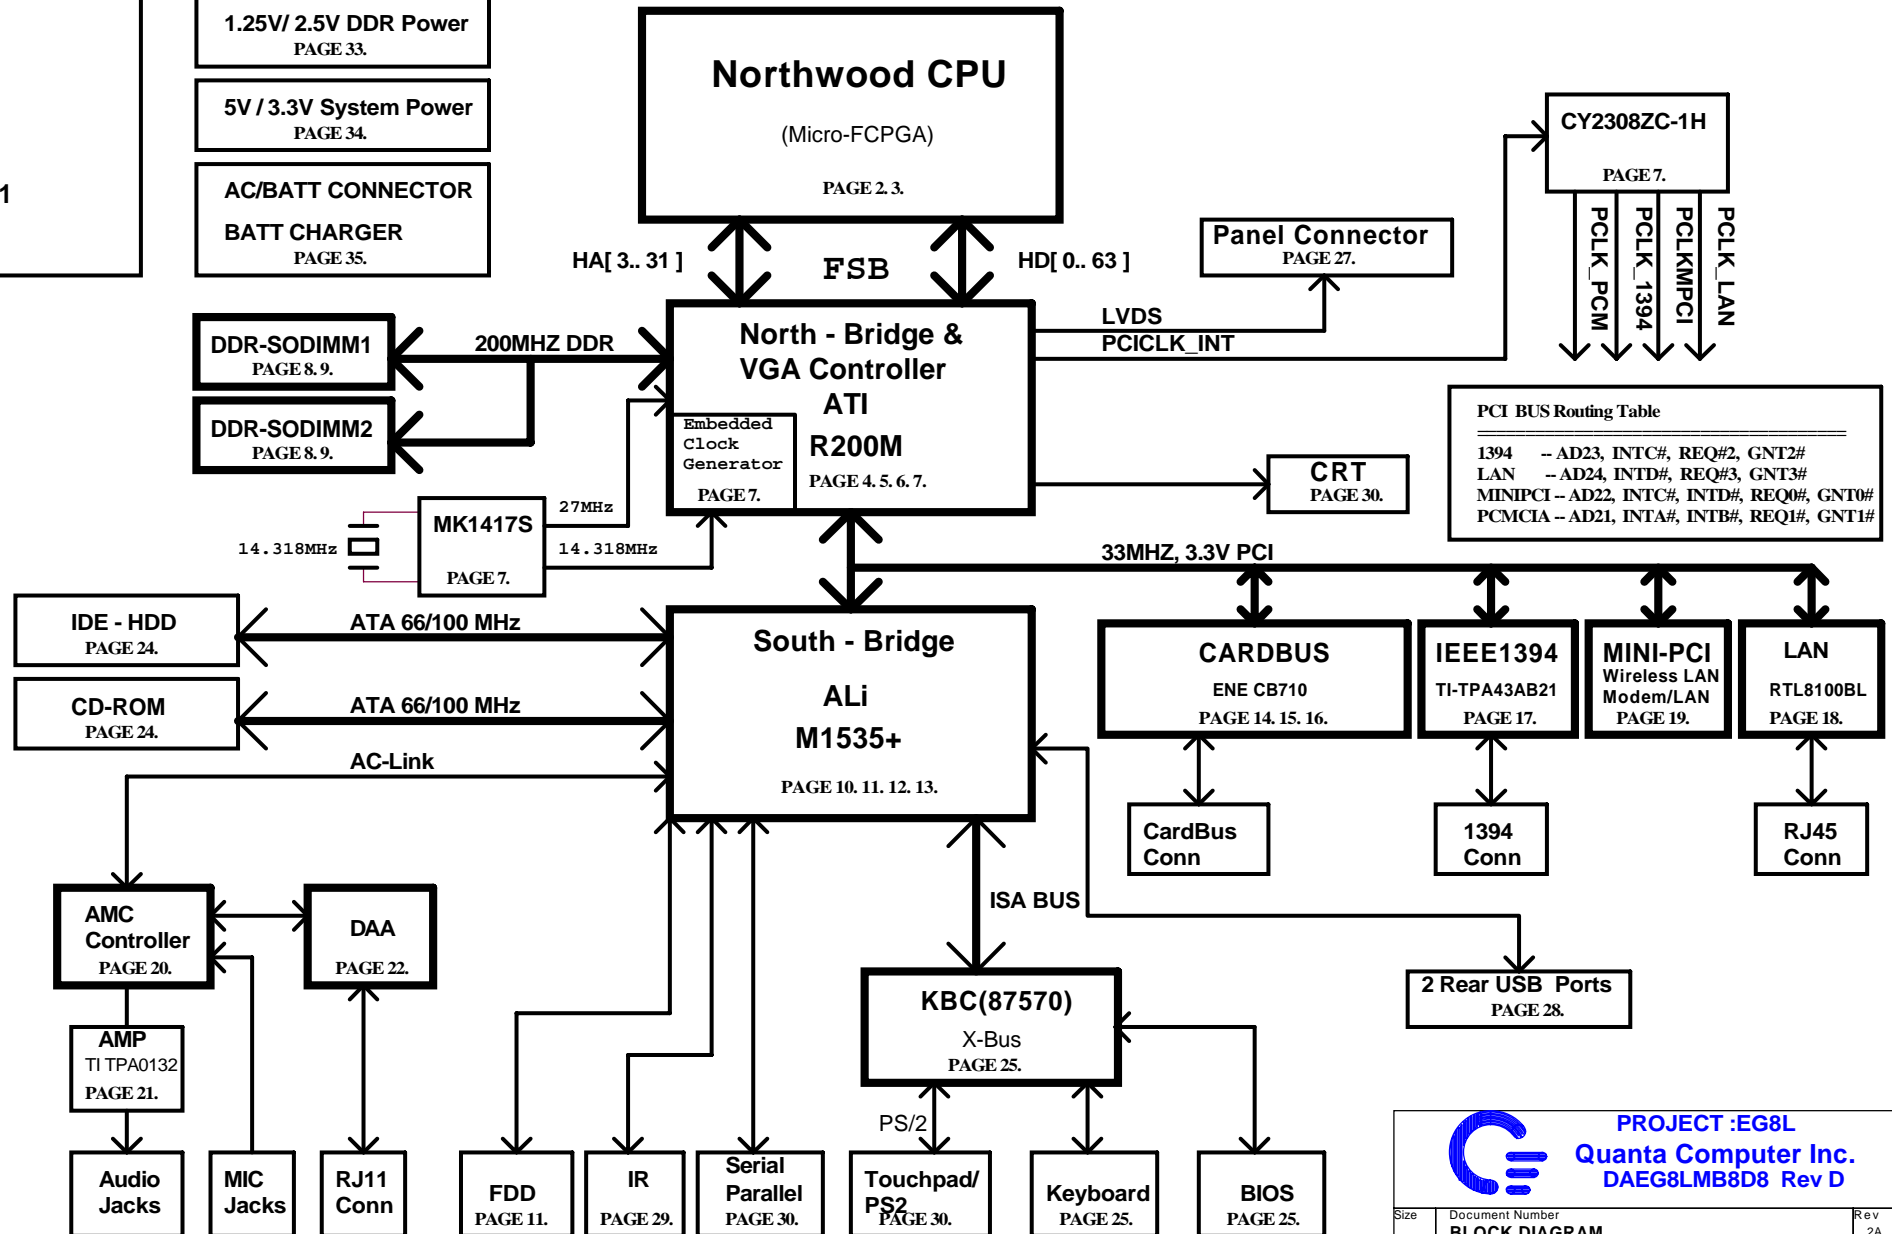 1.25V/ 2.5V DDR Power
PAGE 33.
5V / 3.3V System Power
PAGE 34.
1
AC/BATT CONNECTOR
BATT CHARGER
PAGE 35.
Northwood CPU
(Micro-FCPGA)
PAGE 2. 3.
HA[ 3.. 31 ]
FSB
HD[ 0.. 63 ]
CY2308ZC-1H
PAGE 7.
PCLK_PCM
PCLK_1394
PCLKMPCI
PCLK_LAN
Panel Connector
PAGE 27.
LVDS
PCICLK_INT
DDR-SODIMM1
PAGE 8. 9.
200MHZ DDR
DDR-SODIMM2
PAGE 8. 9.
North - Bridge &
VGA Controller
ATI
R200M
PAGE 4. 5. 6. 7.
Embedded
Clock
Generator
PAGE 7.
CRT
PAGE 30.
PCI BUS Routing Table
======================================
1394 -- AD23, INTC#, REQ#2, GNT2#
LAN -- AD24, INTD#, REQ#3, GNT3#
MINIPCI -- AD22, INTC#, INTD#, REQ0#, GNT0#
PCMCIA -- AD21, INTA#, INTB#, REQ1#, GNT1#
14.318MHz
MK1417S
PAGE 7.
27MHz
14.318MHz
33MHZ, 3.3V PCI
IDE - HDD
PAGE 24.
ATA 66/100 MHz
CD-ROM
PAGE 24.
ATA 66/100 MHz
AC-Link
South - Bridge
ALi
M1535+
PAGE 10. 11. 12. 13.
CARDBUS
ENE CB710
PAGE 14. 15. 16.
IEEE1394
TI-TPA43AB21
PAGE 17.
MINI-PCI
Wireless LAN
Modem/LAN
PAGE 19.
LAN
RTL8100BL
PAGE 18.
CardBus
Conn
1394
Conn
RJ45
Conn
AMC
Controller
PAGE 20.
DAA
PAGE 22.
ISA BUS
AMP
TI TPA0132
PAGE 21.
KBC(87570)
X-Bus
PAGE 25.
2 Rear USB Ports
PAGE 28.
PS/2
Audio
Jacks
MIC
Jacks
RJ11
Conn
FDD
PAGE 11.
IR
PAGE 29.
Serial
Parallel
PAGE 30.
Touchpad/
PS2
PAGE 30.
Keyboard
PAGE 25.
BIOS
PAGE 25.
PROJECT :EG8L
Quanta Computer Inc.
DAEG8LMB8D8 Rev D
Size
Document Number
Rev
BLOCK DIAGRAM
2A